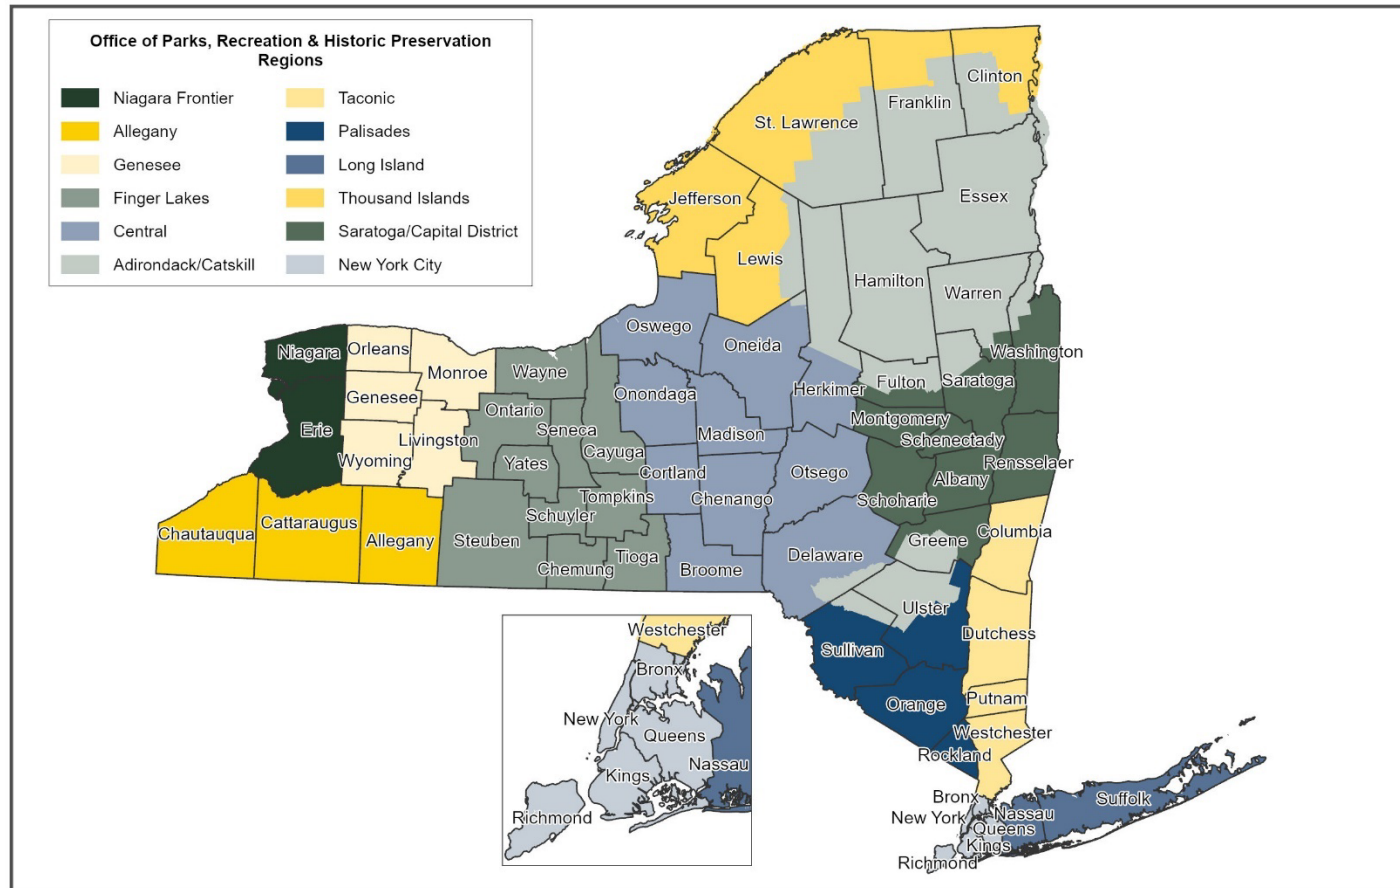 Office of Parks, Recreation & Historic Preservation
Regions
Niagara Frontier
Taconic
Allegany
Palisades
Genesee
Long Island
Finger Lakes
Thousand Islands
Central
Saratoga/Capital District
Adirondack/Catskill
New York City
Clinton
Franklin
St. Lawrence
Essex
Jefferson
Lewis
Hamilton
Warren
Oswego
Oneida
Washington
Niagara
Orleans
Monroe
Wayne
Herkimer
Fulton
Saratoga
Genesee
Onondaga
Ontario
Montgomery
Erie
Livingston
Seneca
Madison
Schenectady
Wyoming
Yates
Cayuga
Cortland
Otsego
Rensselaer
Albany
Tompkins
Chenango
Schoharie
Schuyler
Chautauqua
Cattaraugus
Allegany
Steuben
Columbia
Greene
Tioga
Delaware
Chemung
Broome
Ulster
Dutchess
Sullivan
Putnam
Orange
Westchester
Rockland
Westchester
Bronx
New York
Queens
Nassau
Kings
Richmond
Bronx
Suffolk
New York
Nassau
Queens
Kings
Richmond